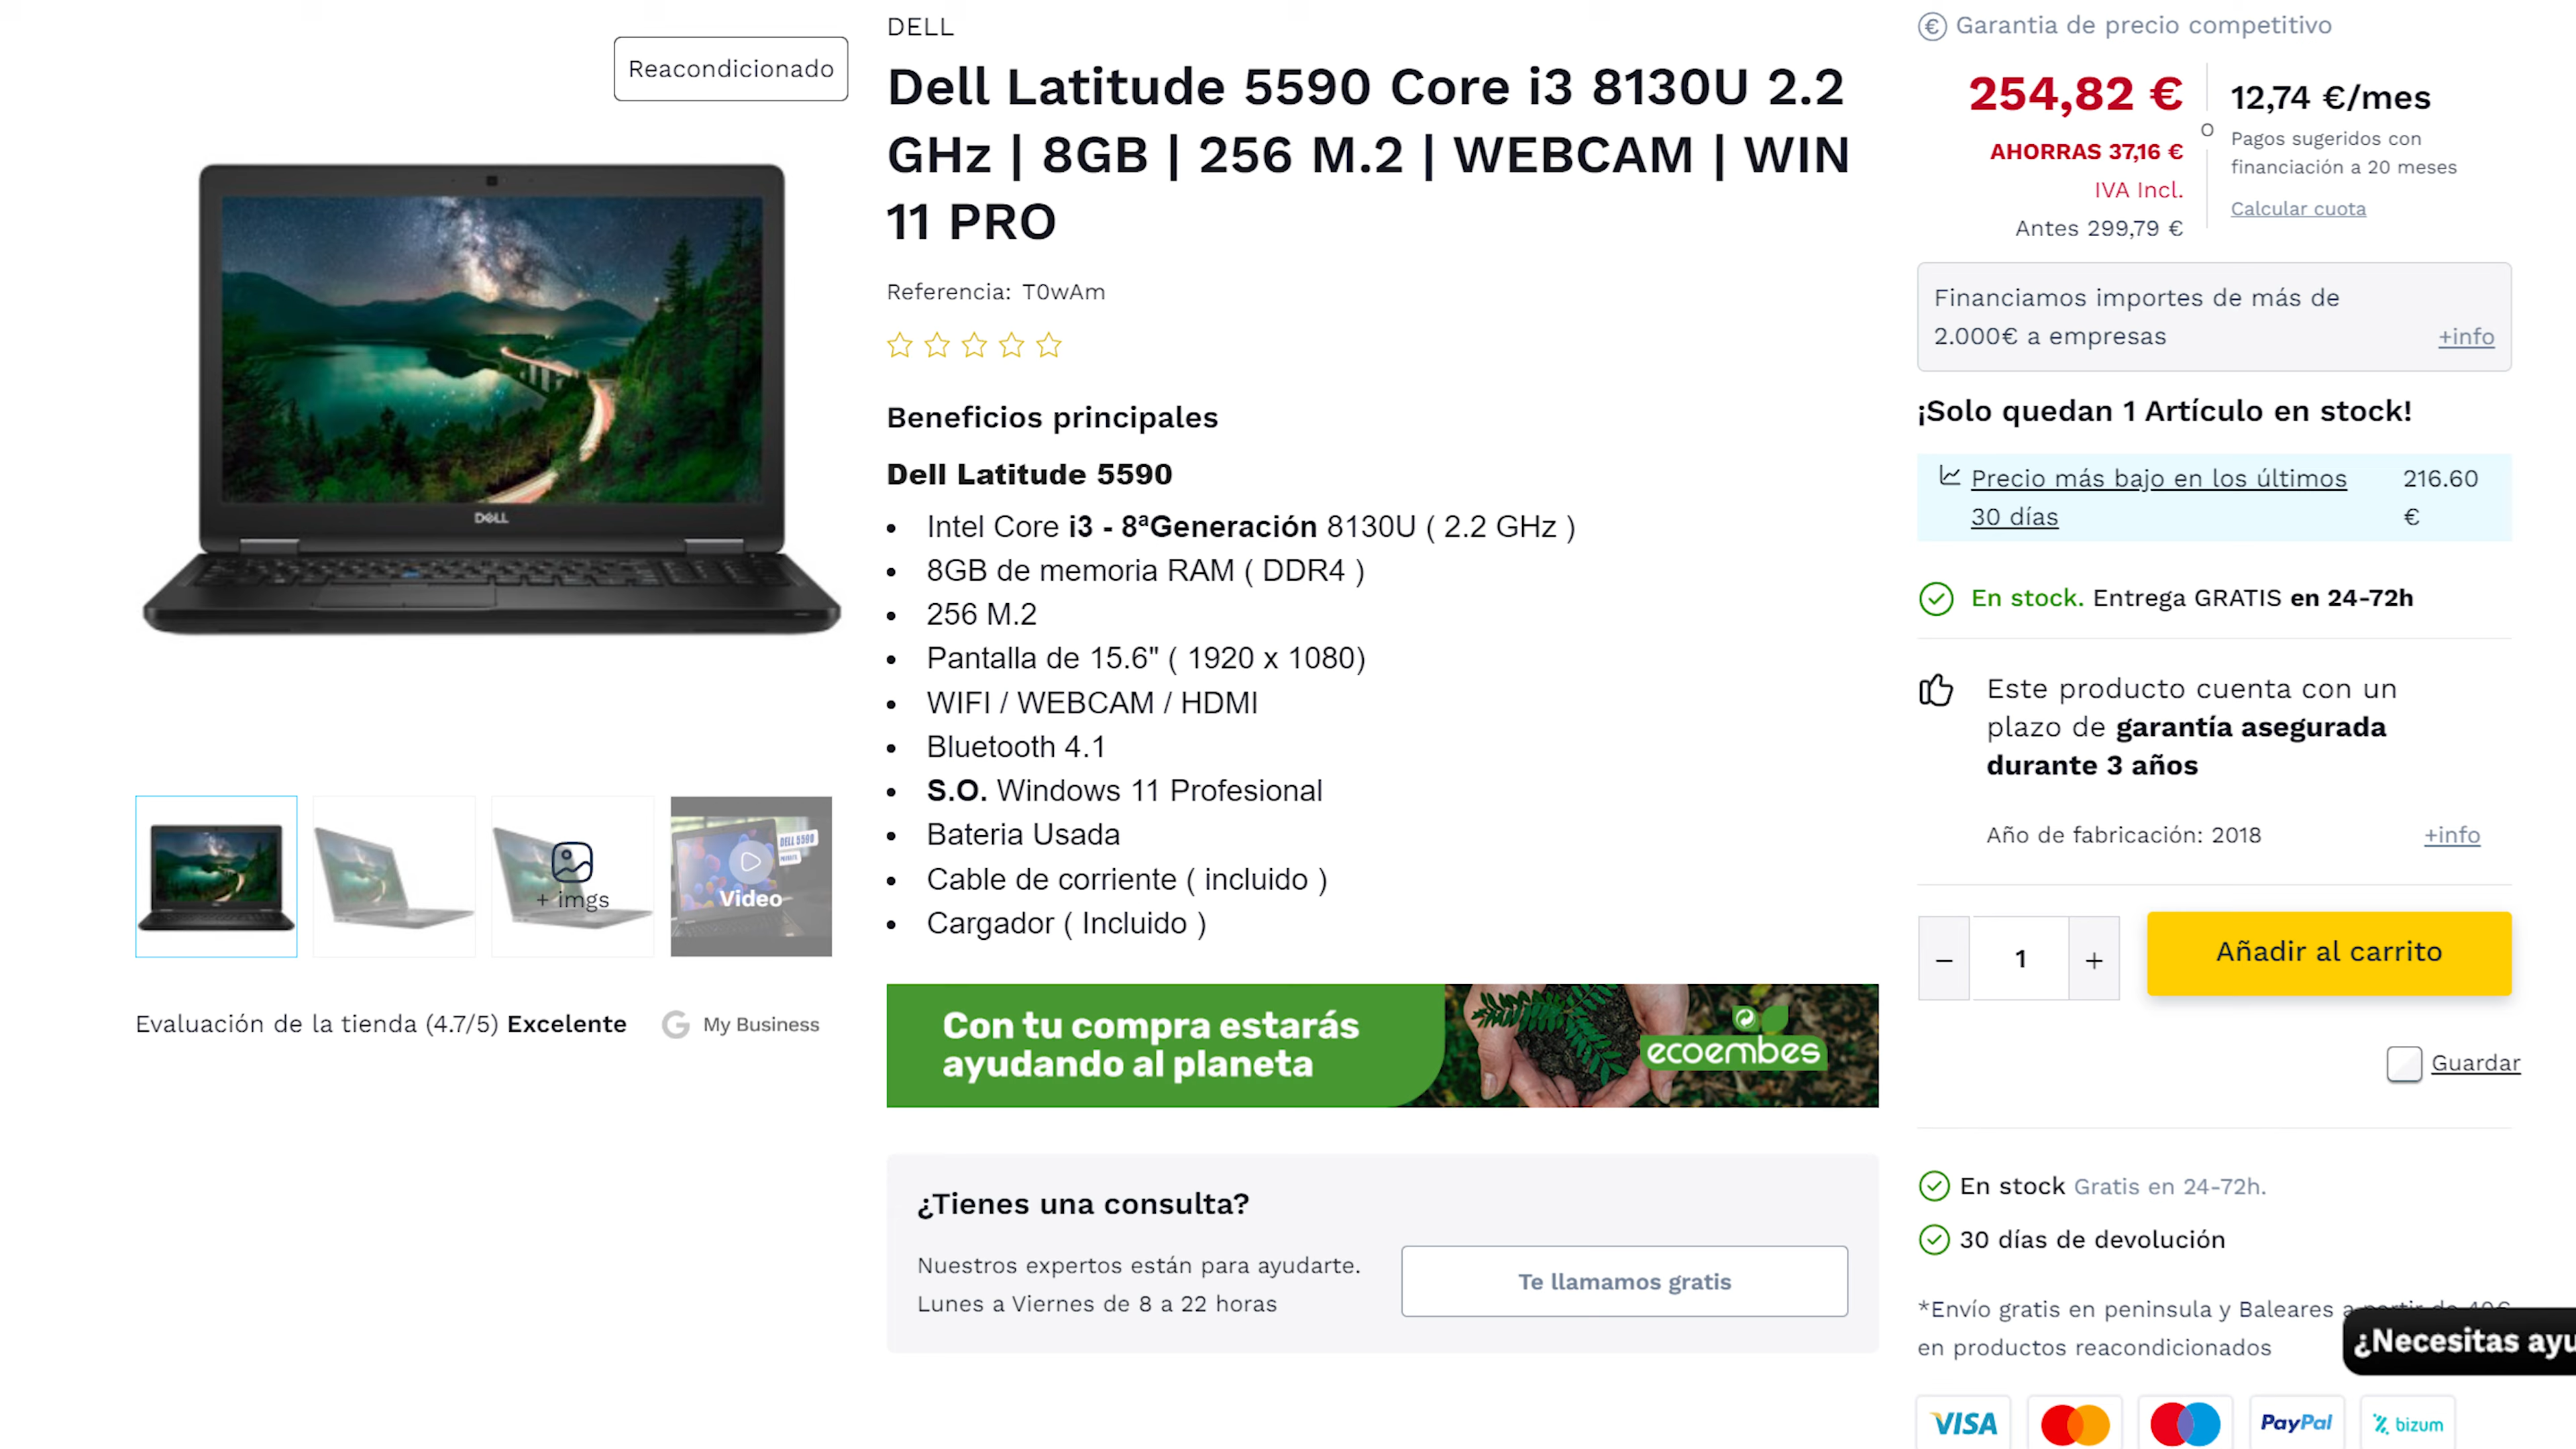 Reacondicionado
DELL
DELL 5590
Video
+ imgs
Evaluación de la tienda (4.7/5) Excelente
G My Business
DELL
Dell Latitude 5590 Core i3 8130U 2.2
GHz | 8GB | 256 M.2 | WEBCAM | WIN
11 PRO
Referencia: T0wAm
Beneficios principales
Dell Latitude 5590
• Intel Core i3 - 8ªGeneración 8130U ( 2.2 GHz )
• 8GB de memoria RAM ( DDR4 )
• 256 M.2
• Pantalla de 15.6" ( 1920 x 1080)
• WIFI / WEBCAM / HDMI
• Bluetooth 4.1
• S.O. Windows 11 Profesional
• Bateria Usada
• Cable de corriente ( incluido )
• Cargador ( Incluido )
Con tu compra estarás
ayudando al planeta
ecoembes
¿Tienes una consulta?
Nuestros expertos están para ayudarte.
Lunes a Viernes de 8 a 22 horas
Te llamamos gratis
€ Garantia de precio competitivo
254,82 €
AHORRAS 37,16 €
IVA Incl.
Antes 299,79 €
O
12,74 €/mes
Pagos sugeridos con
financiación a 20 meses
Calcular cuota
Financiamos importes de más de
2.000€ a empresas +info
¡Solo quedan 1 Artículo en stock!
Precio más bajo en los últimos 216.60
30 días €
En stock. Entrega GRATIS en 24-72h
Este producto cuenta con un
plazo de garantía asegurada
durante 3 años
Año de fabricación: 2018 +info
− 1 +
Añadir al carrito
Guardar
En stock Gratis en 24-72h.
30 días de devolución
*Envío gratis en peninsula y Baleares a partir de 40€
en productos reacondicionados
¿Necesitas ayu
VISA
PayPal
bizum